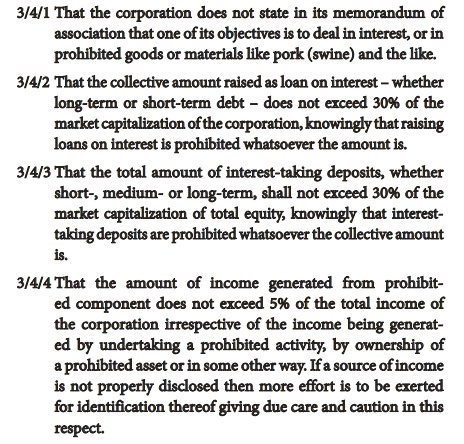 3/4/1 That the corporation does not state in its memorandum of
association that one of its objectives is to deal in interest, or in
prohibited goods or materials like pork (swine) and the like.
3/4/2 That the collective amount raised as loan on interest – whether
long-term or short-term debt – does not exceed 30% of the
market capitalization of the corporation, knowingly that raising
loans on interest is prohibited whatsoever the amount is.
3/4/3 That the total amount of interest-taking deposits, whether
short-, medium- or long-term, shall not exceed 30% of the
market capitalization of total equity, knowingly that interest-
taking deposits are prohibited whatsoever the collective amount
is.
3/4/4 That the amount of income generated from prohibit-
ed component does not exceed 5% of the total income of
the corporation irrespective of the income being generat-
ed by undertaking a prohibited activity, by ownership of
a prohibited asset or in some other way. If a source of income
is not properly disclosed then more effort is to be exerted
for identification thereof giving due care and caution in this
respect.